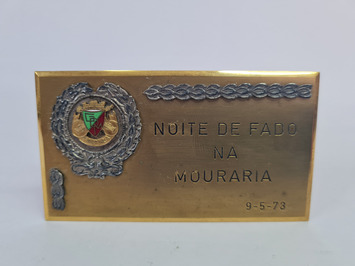 NOITE DE FADO
NA
MOURARIA
9-5-73